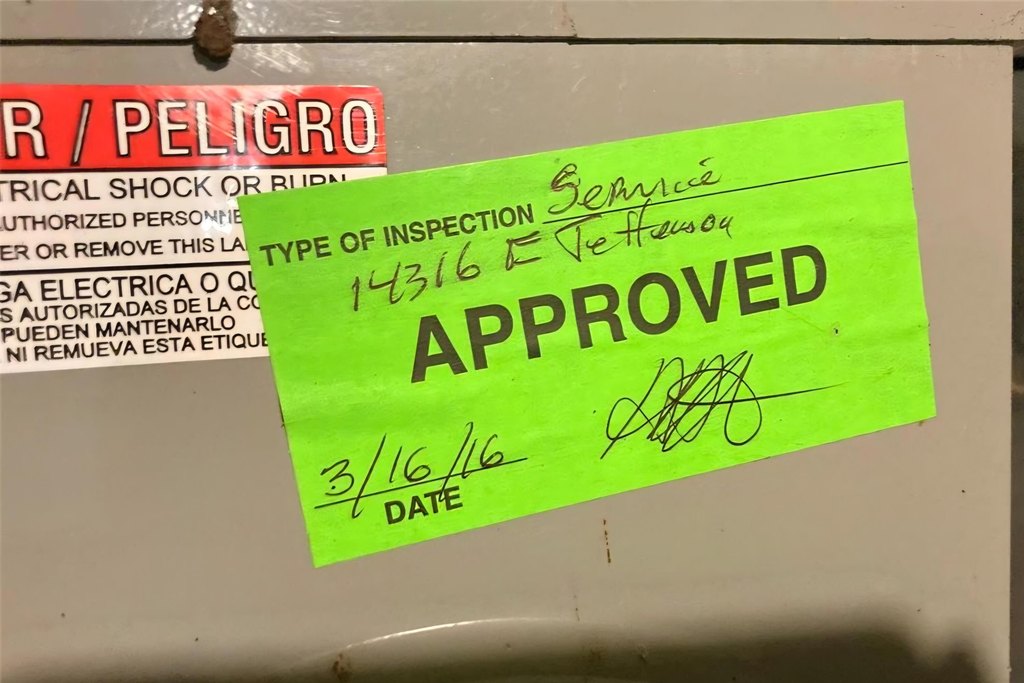 R / PELIGRO
TRICAL SHOCK OR BURN
AUTHORIZED PERSONNE
ER OR REMOVE THIS LA
GA ELECTRICA O QU
S AUTORIZADAS DE LA CO
PUEDEN MANTENARLO
NI REMUEVA ESTA ETIQUE
TYPE OF INSPECTION Service
14316 E Jefferson
APPROVED
3/16/16
DATE